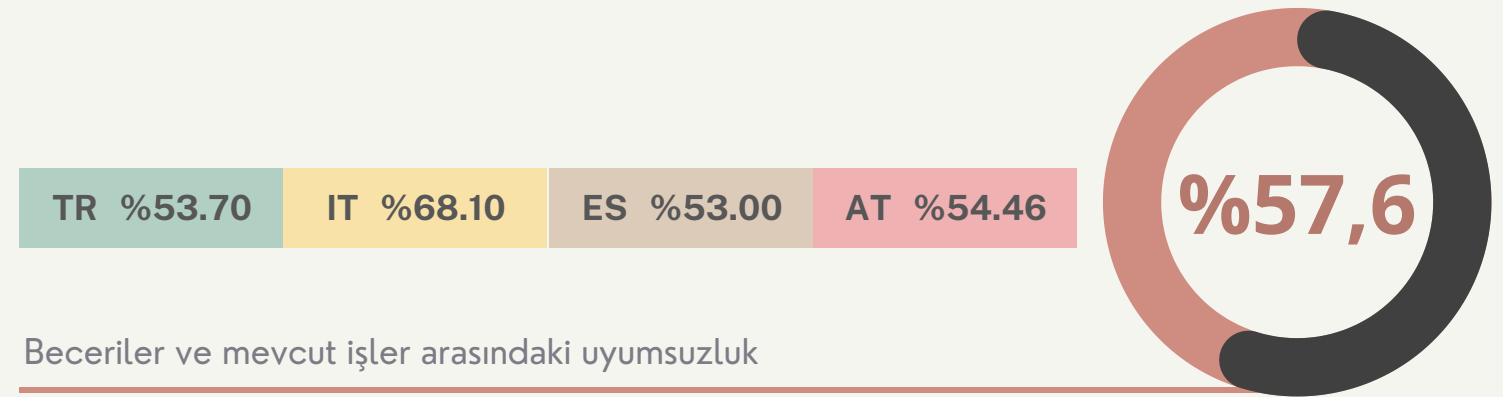 TR %53.70 IT %68.10 ES %53.00 AT %54.46
%57,6
Beceriler ve mevcut işler arasındaki uyumsuzluk